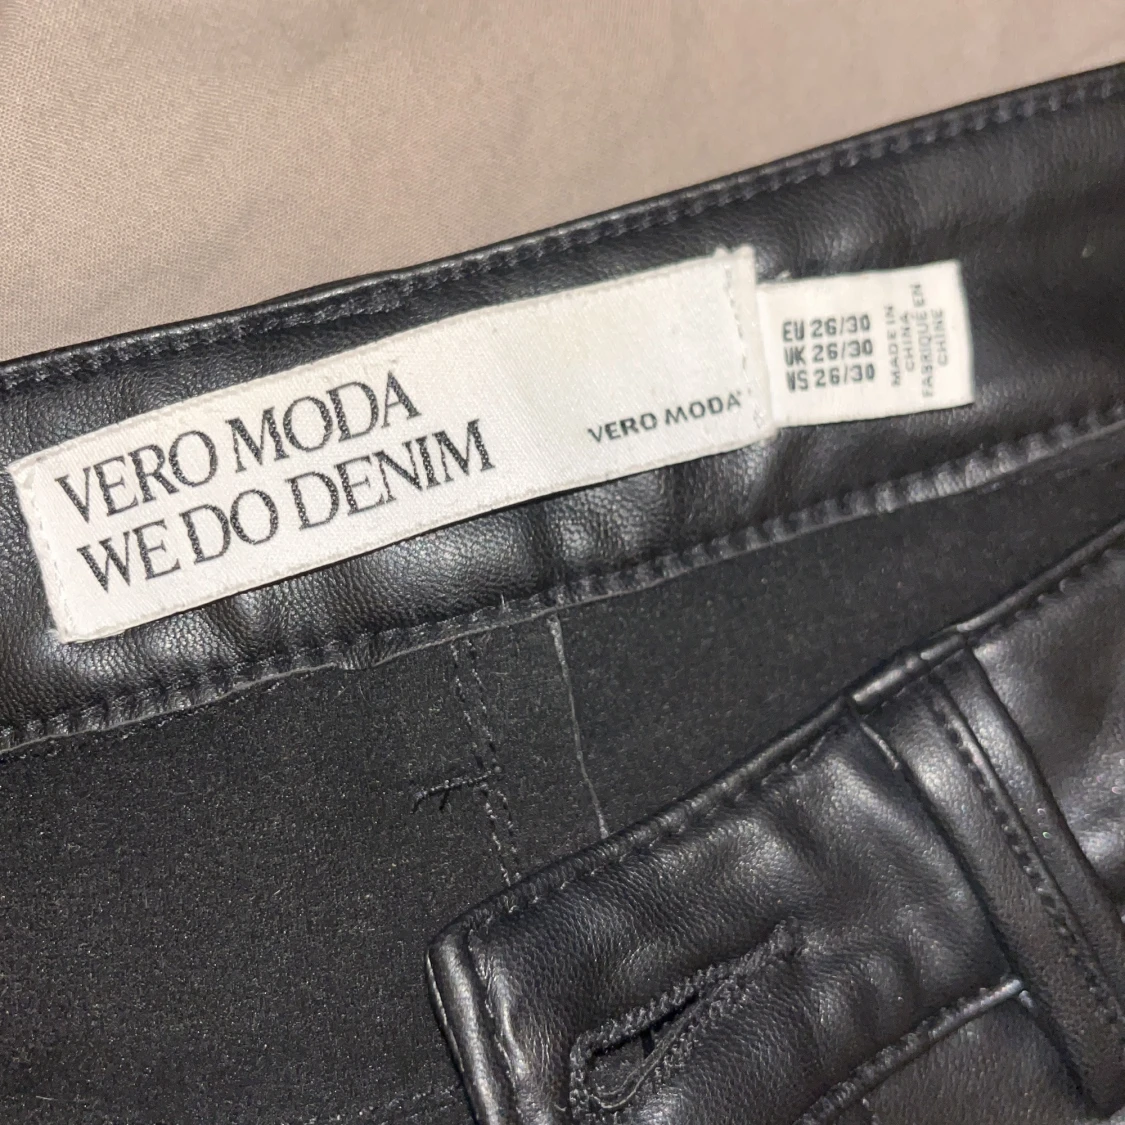 VERO MODA
WE DO DENIM
VERO MODA
EU 26/30
UK 26/30
US 26/30
MADE IN
CHINA
FABRIQUE EN
CHINE